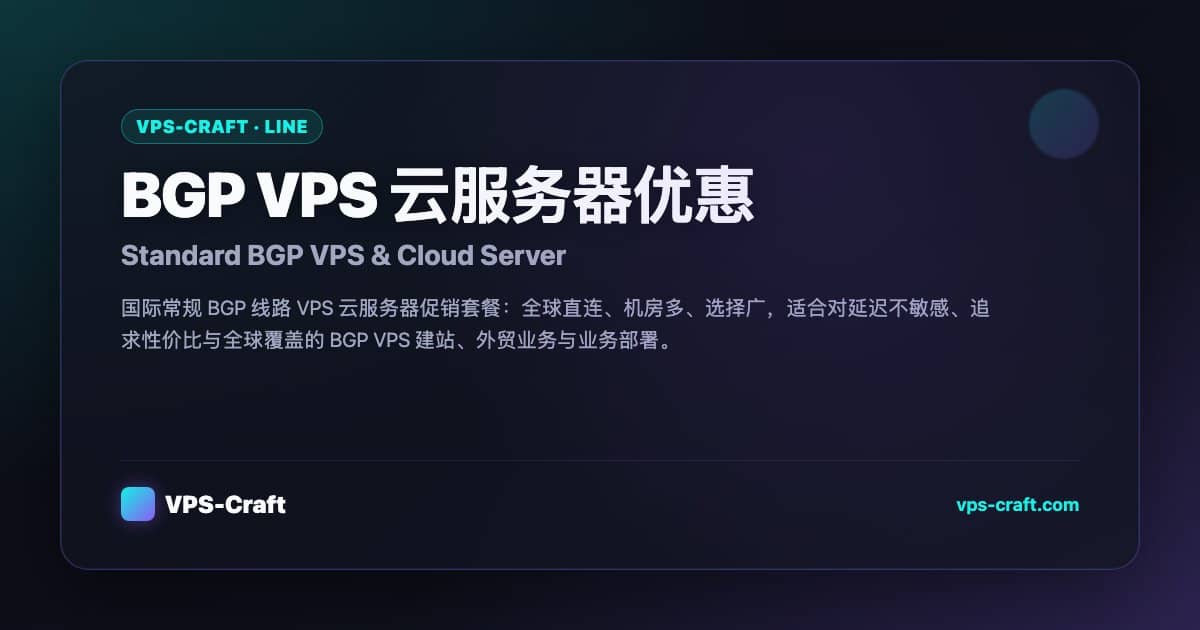 VPS-CRAFT · LINE
BGP VPS 云服务器优惠
Standard BGP VPS & Cloud Server
国际常规 BGP 线路 VPS 云服务器促销套餐：全球直连、机房多、选择广，适合对延迟不敏感、追
求性价比与全球覆盖的 BGP VPS 建站、外贸业务与业务部署。
VPS-Craft
vps-craft.com